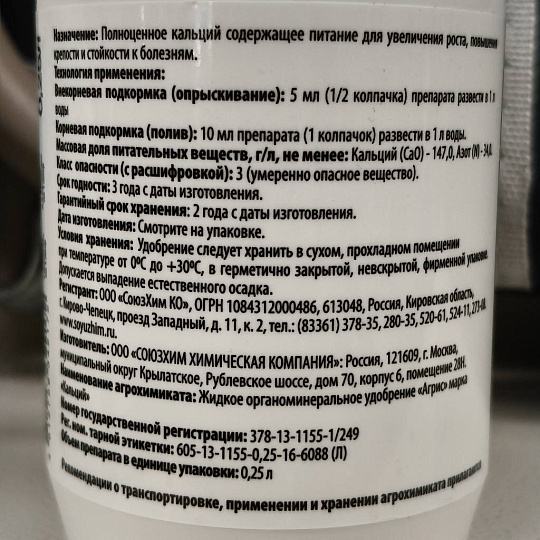 Назначение: Полноценное кальций содержащее питание для увеличения роста, повышения
крепости и стойкости к болезням.
Технология применения:
Внекорневая подкормка (опрыскивание): 5 мл (1/2 колпачка) препарата развести в 1 л
воды
Корневая подкормка (полив): 10 мл препарата (1 колпачок) развести в 1 л воды.
Массовая доля питательных веществ, г/л, не менее: Кальций (CaO) - 147,0, Азот (N) - 34,0.
Класс опасности (с расшифровкой): 3 (умеренно опасное вещество).
Срок годности: 3 года с даты изготовления.
Гарантийный срок хранения: 2 года с даты изготовления.
Дата изготовления: Смотрите на упаковке.
Условия хранения: Удобрение следует хранить в сухом, прохладном помещении
при температуре от 0ºС до +30ºС, в герметично закрытой, невскрытой, фирменной упаковке.
Допускается выпадение естественного осадка.
Регистрант: ООО «СоюзХим КО», ОГРН 1084312000486, 613048, Россия, Кировская область,
г. Кирово-Чепецк, проезд Западный, д. 11, к. 2, тел.: (83361) 378-35, 280-35, 520-61, 524-11,
www.soyuzhim.ru.
Изготовитель: ООО «СОЮЗХИМ ХИМИЧЕСКАЯ КОМПАНИЯ»: Россия, 121609, г. Москва,
муниципальный округ Крылатское, Рублевское шоссе, дом 70, корпус 6, помещение 28Н.
Наименование агрохимиката: Жидкое органоминеральное удобрение «Агрис» марка
«Кальций»
Номер государственной регистрации: 378-13-1155-1/249
Рег. ном. тарной этикетки: 605-13-1155-0,25-16-6088 (Л)
Объем препарата в единице упаковки: 0,25 л
Рекомендации о транспортировке, применении и хранении агрохимиката прилагаются